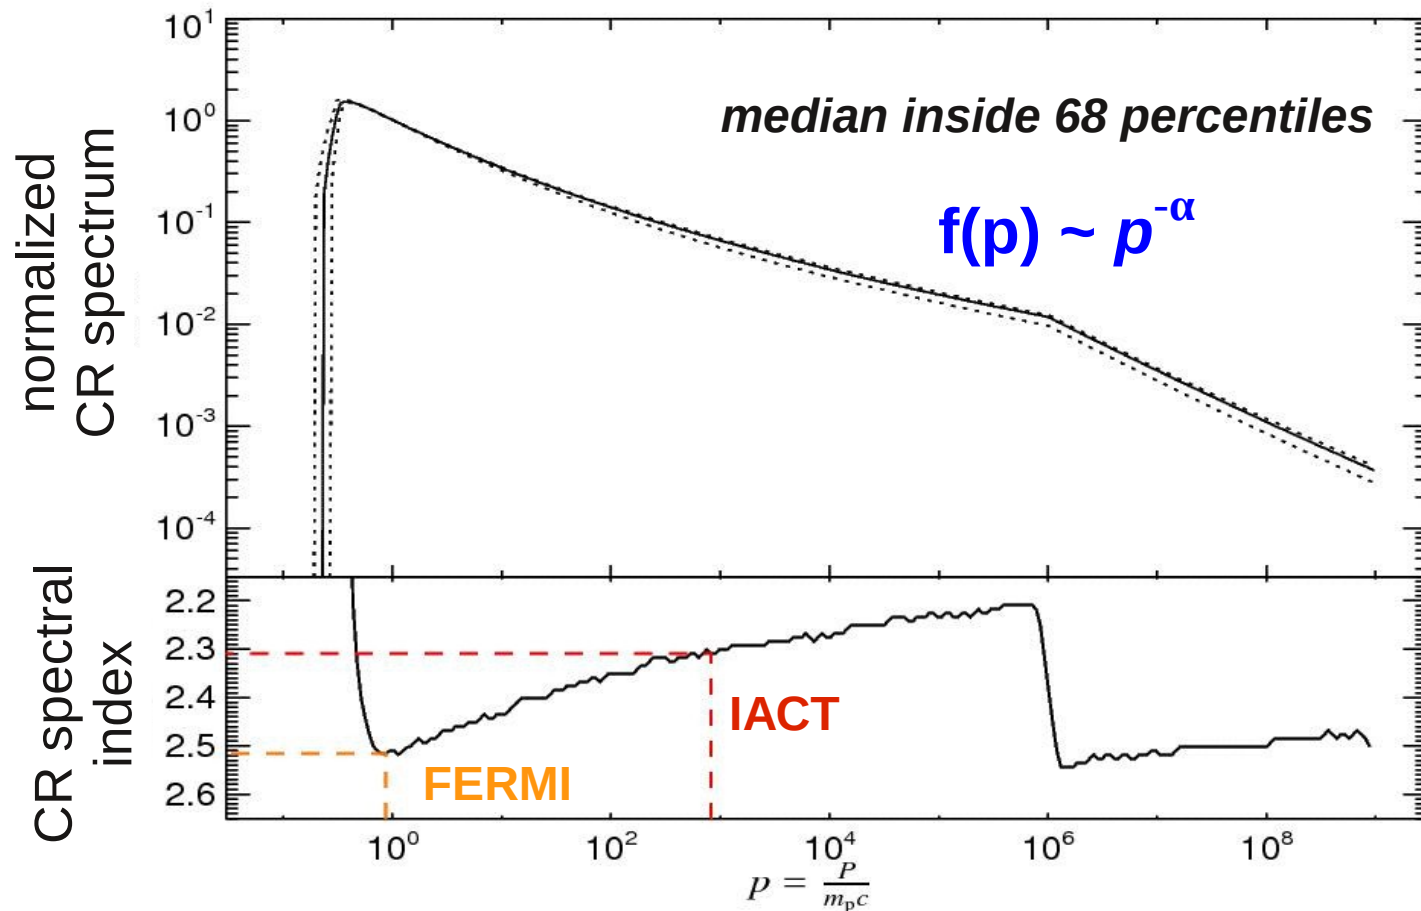 normalized
CR spectrum
10^1
10^0
10^-1
10^-2
10^-3
10^-4
median inside 68 percentiles
f(p) ~ p^-α
CR spectral
index
2.2
2.3
2.4
2.5
2.6
IACT
FERMI
10^0 10^2 10^4 10^6 10^8
p = P / m_p c